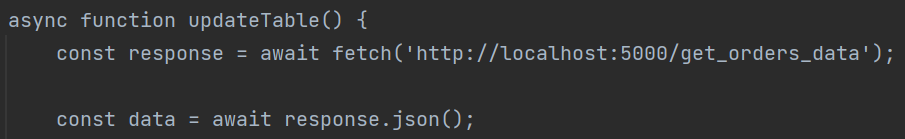 async function updateTable() {
    const response = await fetch('http://localhost:5000/get_orders_data');
    const data = await response.json();